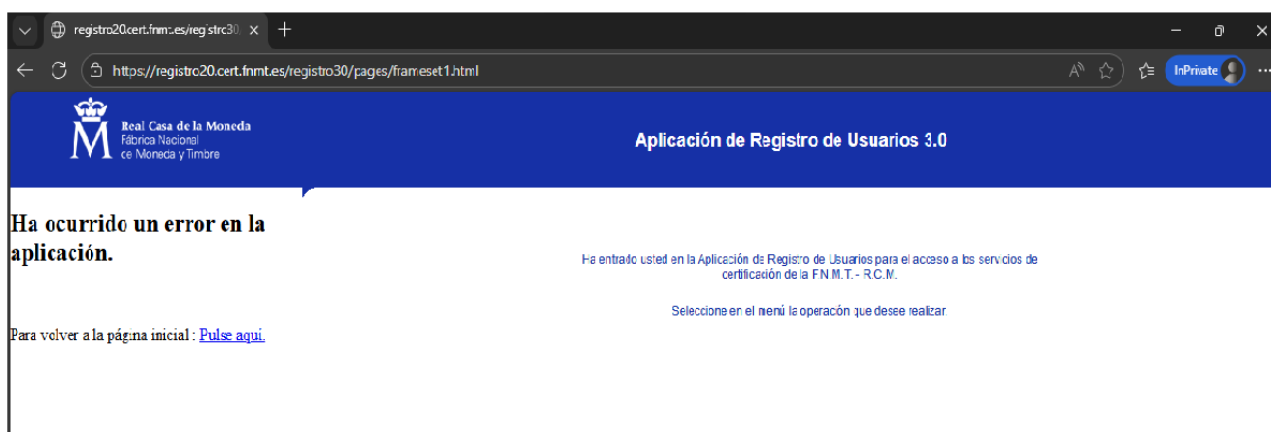 registro20.cert.fnmt.es/registrc30/
https://registro20.cert.fnmt.es/registro30/pages/frameset1.html
InPrivate
Real Casa de la Moneda
Fábrica Nacional
de Moneda y Timbre
Aplicación de Registro de Usuarios 3.0
Ha ocurrido un error en la
aplicación.
Ha entrado usted en la Aplicación de Registro de Usuarios para el acceso a los servicios de
certificación de la F.N.M.T. - R.C.M.
Seleccione en el menú la operación que desee realizar.
Para volver a la página inicial : Pulse aquí.